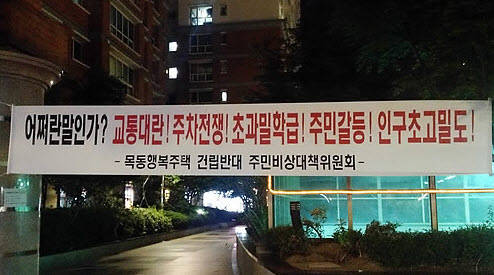 어쩌란말인가? 교통대란! 주차전쟁! 초과밀학급! 주민갈등! 인구초고밀도!
- 목동행복주택 건립반대 주민비상대책위원회 -